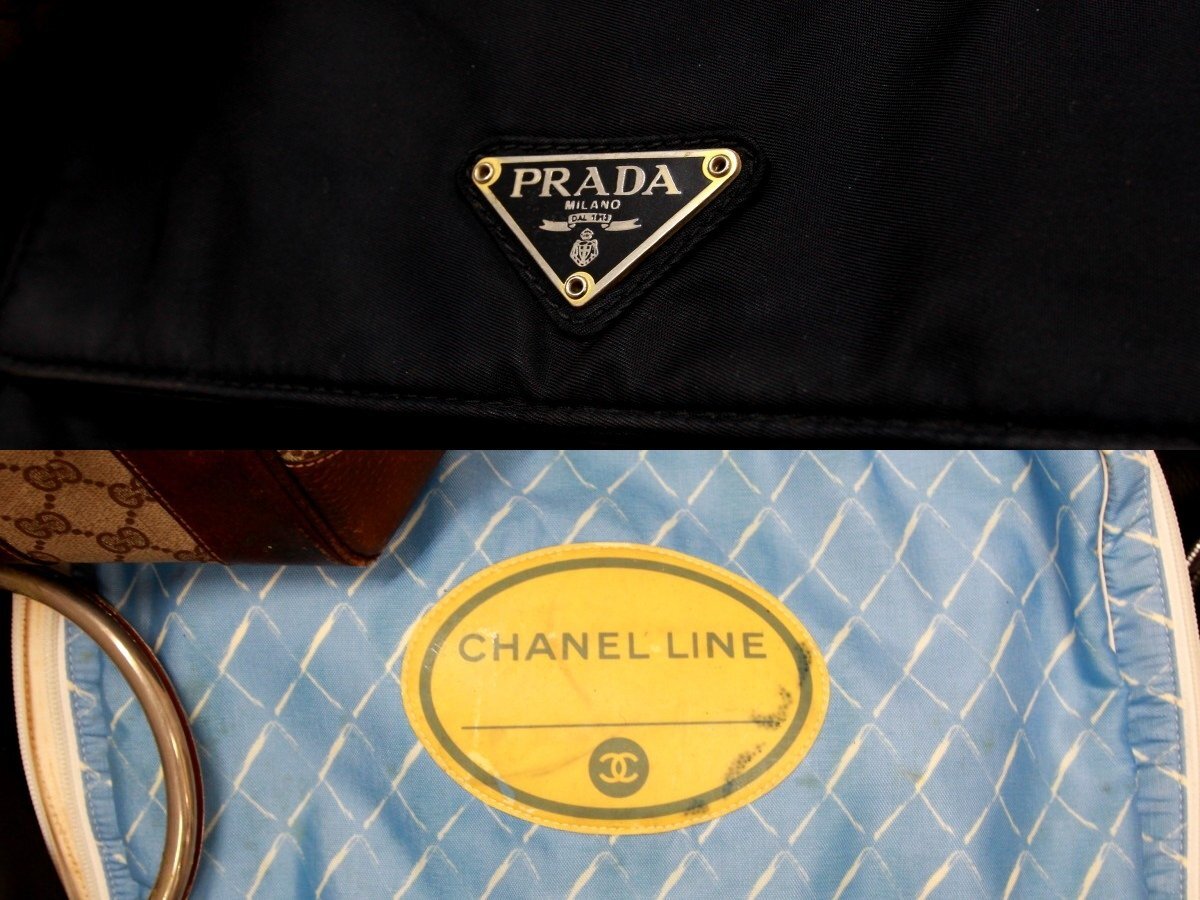 PRADA
MILANO
DAL 1913
CHANEL LINE